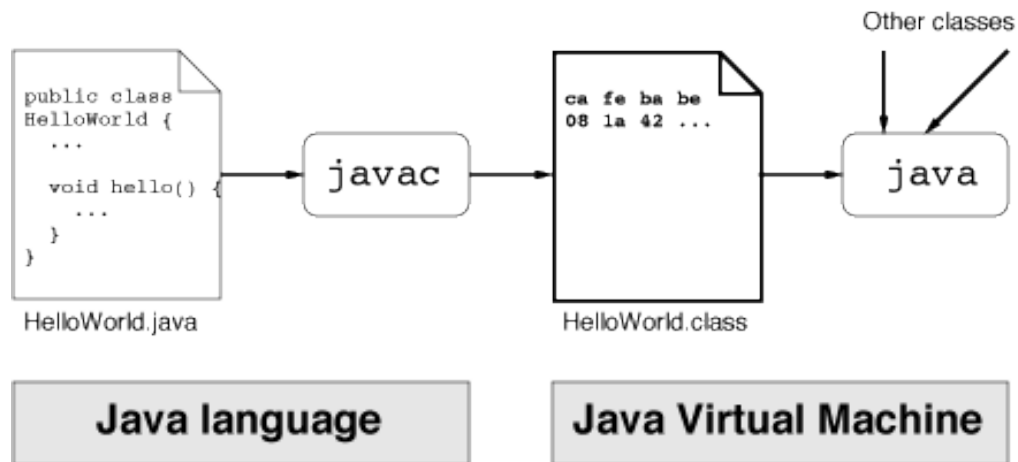 Other classes
public class
HelloWorld {
...
void hello() {
...
}
}
javac
ca fe ba be
08 1a 42 ...
java
HelloWorld.java
HelloWorld.class
Java language
Java Virtual Machine